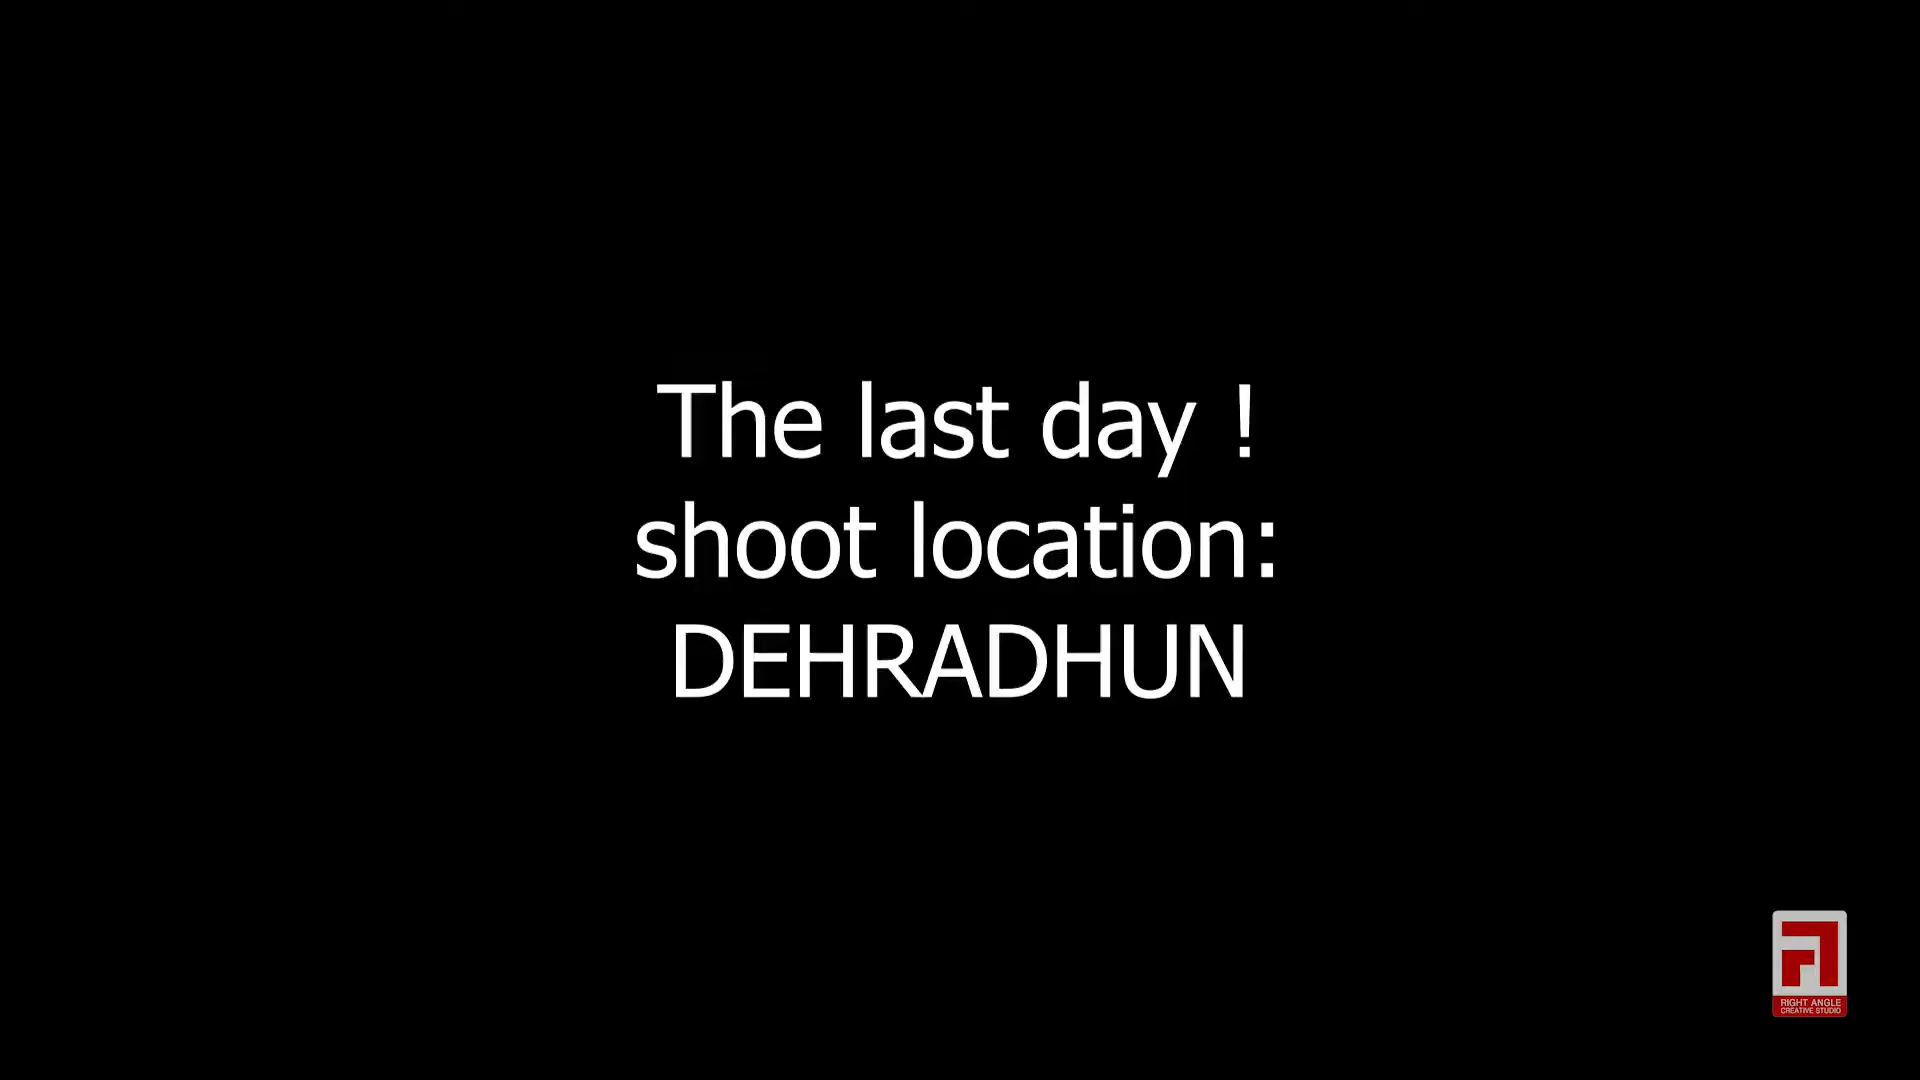 The last day !
shoot location:
DEHRADHUN
RIGHT ANGLE
CREATIVE STUDIO